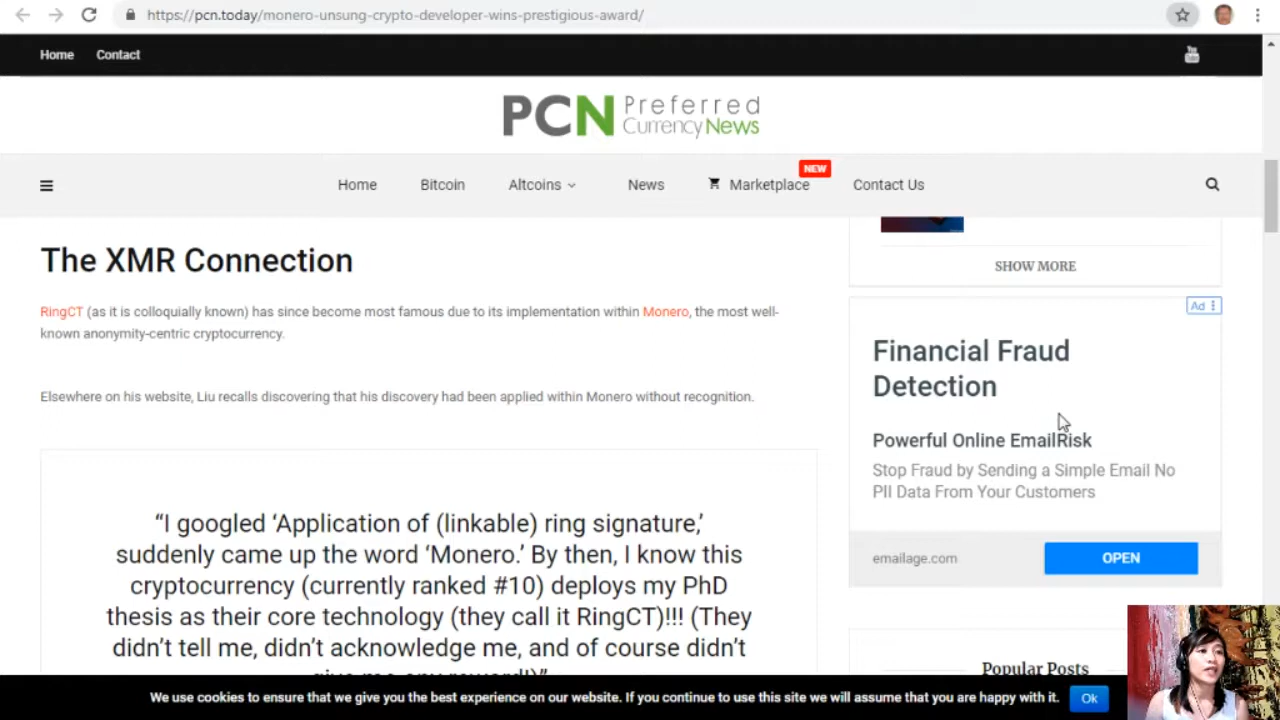 https://pcn.today/monero-unsung-crypto-developer-wins-prestigious-award/
Home Contact
You Tube
PCN Preferred Currency News
Home Bitcoin Altcoins News Marketplace NEW Contact Us
The XMR Connection
RingCT (as it is colloquially known) has since become most famous due to its implementation within Monero, the most well-
known anonymity-centric cryptocurrency.
Elsewhere on his website, Liu recalls discovering that his discovery had been applied within Monero without recognition.
“I googled ‘Application of (linkable) ring signature,’
suddenly came up the word ‘Monero.’ By then, I know this
cryptocurrency (currently ranked #10) deploys my PhD
thesis as their core technology (they call it RingCT)!!! (They
didn’t tell me, didn’t acknowledge me, and of course didn’t
SHOW MORE
Ad
Financial Fraud
Detection
Powerful Online EmailRisk
Stop Fraud by Sending a Simple Email No
PII Data From Your Customers
emailage.com OPEN
Popular Posts
We use cookies to ensure that we give you the best experience on our website. If you continue to use this site we will assume that you are happy with it. Ok